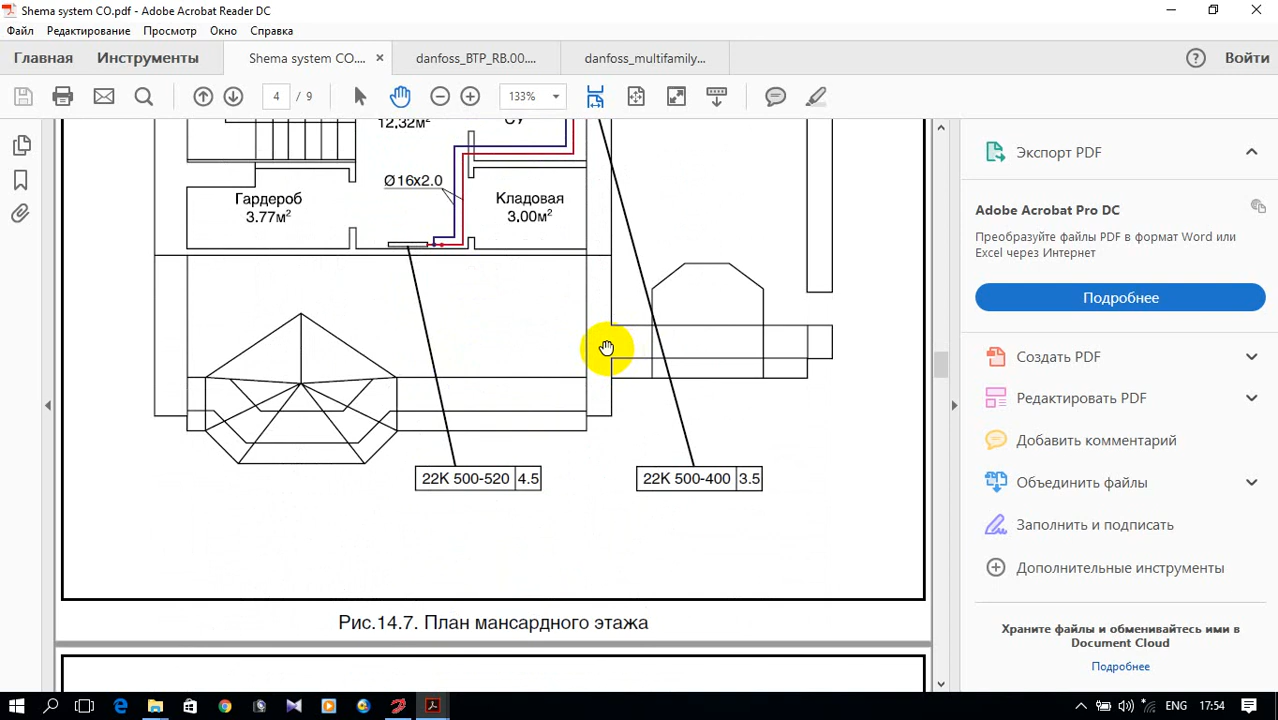 Shema system CO.pdf - Adobe Acrobat Reader DC
Файл Редактирование Просмотр Окно Справка
Главная Инструменты Shema system CO.... × danfoss_BTP_RB.00.... danfoss_multifamily... Войти
4 / 9 133%
12,32м²
СУ
Гардероб
3.77м²
Ø16x2.0
Кладовая
3,00м²
22K 500-520 4.5
22K 500-400 3.5
Рис.14.7. План мансардного этажа
Экспорт PDF
Adobe Acrobat Pro DC
Преобразуйте файлы PDF в формат Word или
Excel через Интернет
Подробнее
Создать PDF
Редактировать PDF
Добавить комментарий
Объединить файлы
Заполнить и подписать
Дополнительные инструменты
Храните файлы и обменивайтесь ими в
Document Cloud
Подробнее
ENG 17:54